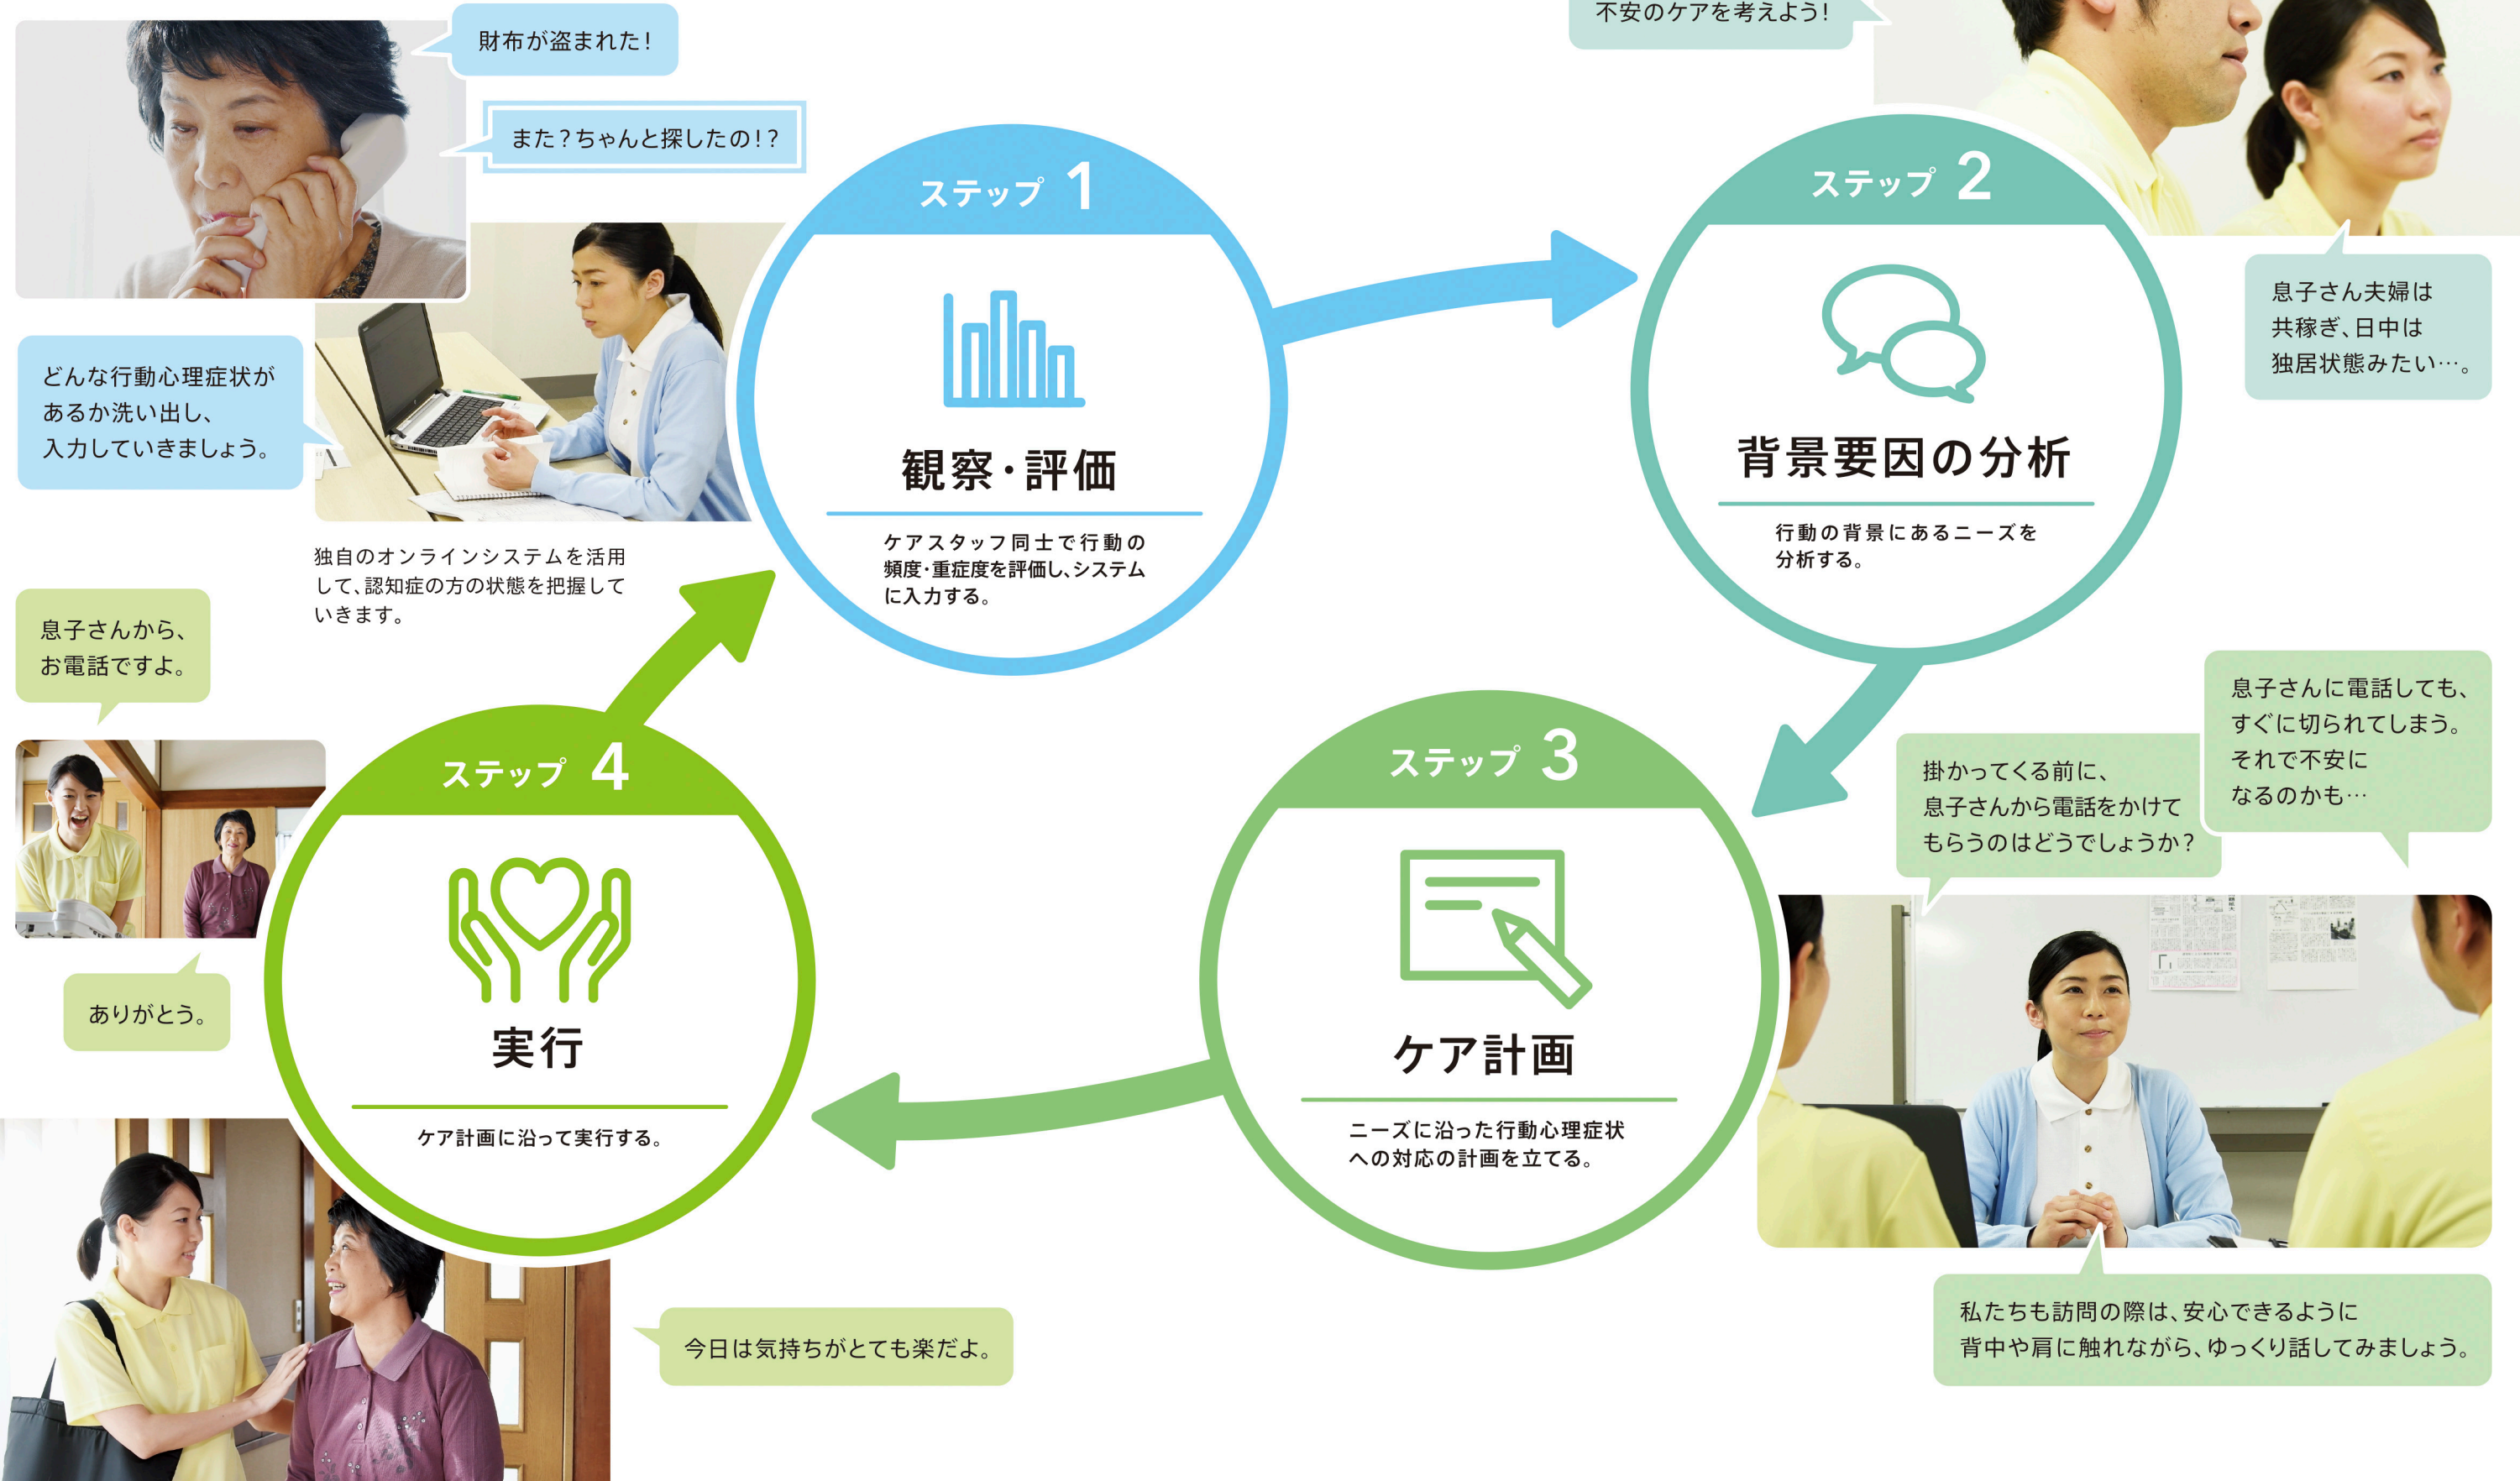 財布が盗まれた!
また?ちゃんと探したの!?
どんな行動心理症状が
あるか洗い出し、
入力していきましょう。
独自のオンラインシステムを活用
して、認知症の方の状態を把握して
いきます。
ステップ 1
観察・評価
ケアスタッフ同士で行動の
頻度・重症度を評価し、システム
に入力する。
不安のケアを考えよう!
ステップ 2
背景要因の分析
行動の背景にあるニーズを
分析する。
息子さん夫婦は
共稼ぎ、日中は
独居状態みたい…。
ステップ 3
ケア計画
ニーズに沿った行動心理症状
への対応の計画を立てる。
息子さんに電話しても、
すぐに切られてしまう。
それで不安に
なるのかも…
掛かってくる前に、
息子さんから電話をかけて
もらうのはどうでしょうか?
私たちも訪問の際は、安心できるように
背中や肩に触れながら、ゆっくり話してみましょう。
ステップ 4
実行
ケア計画に沿って実行する。
息子さんから、
お電話ですよ。
ありがとう。
今日は気持ちがとても楽だよ。